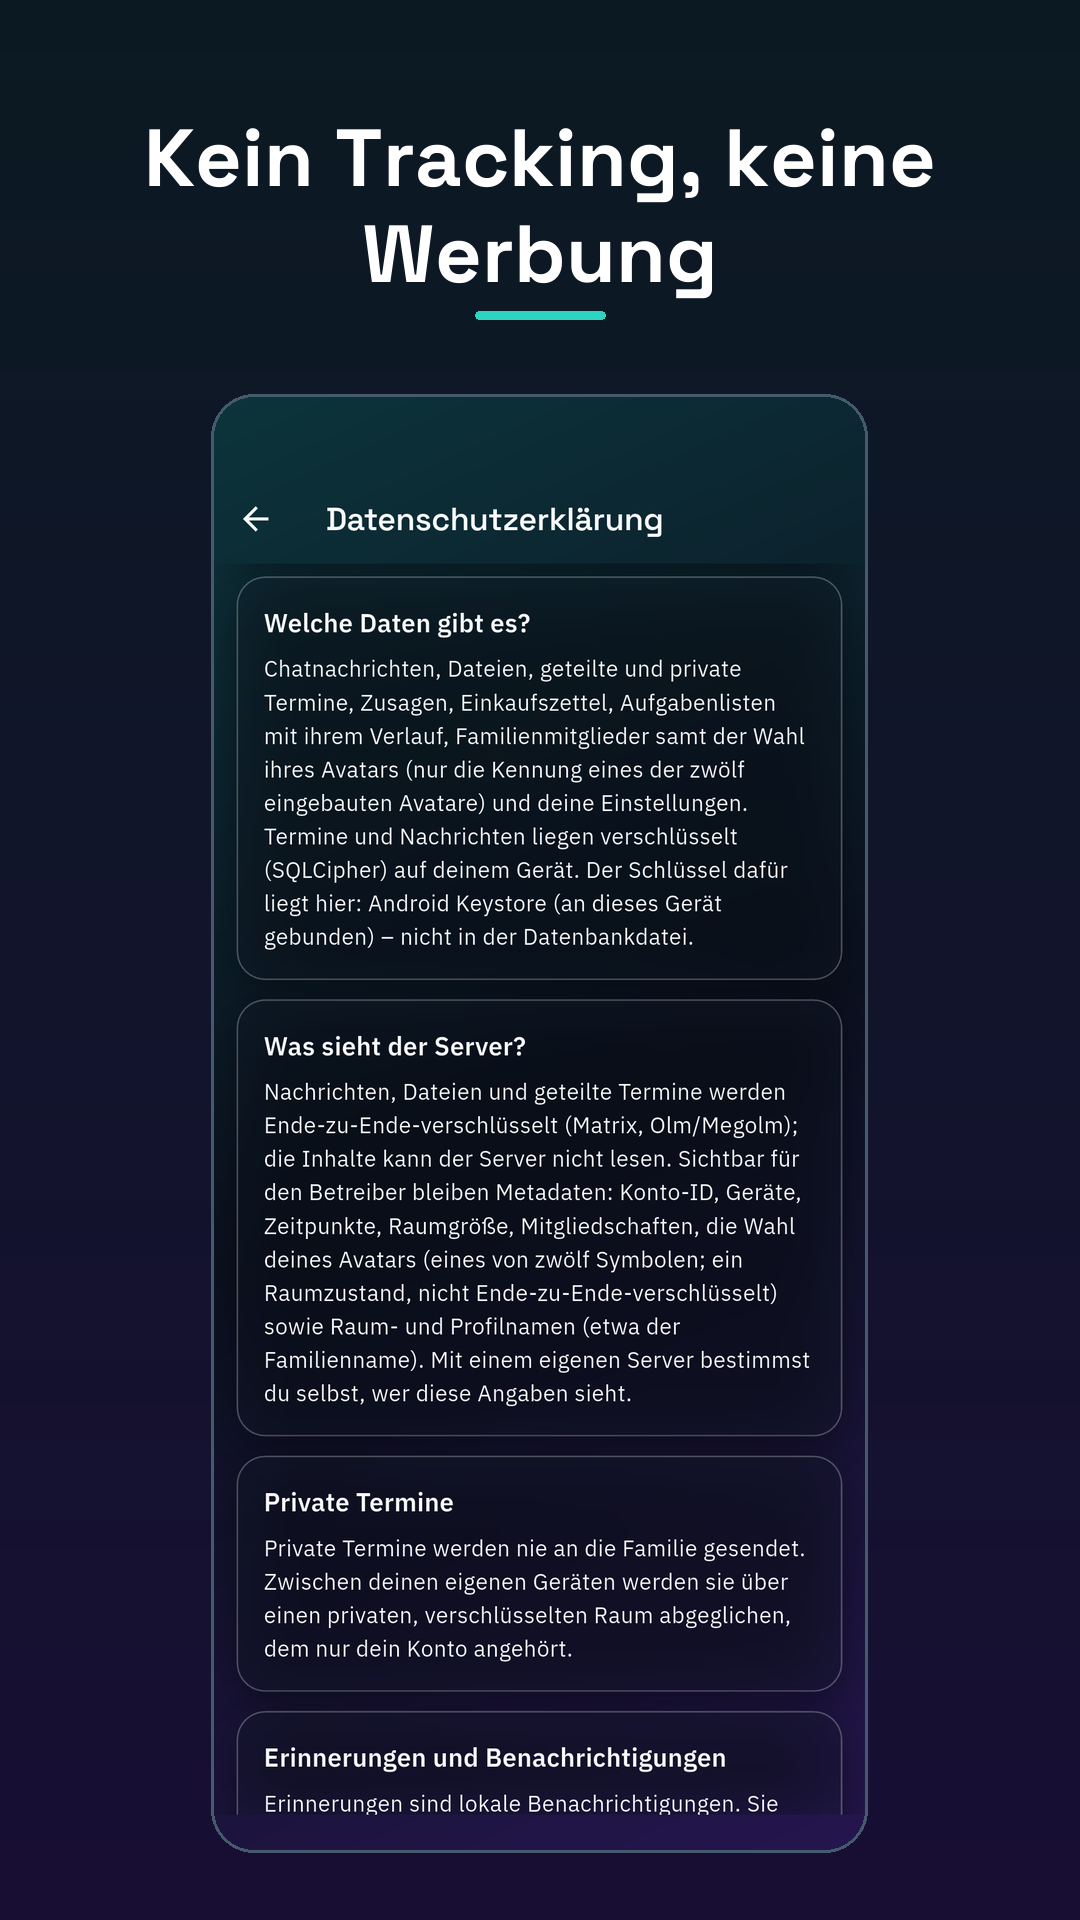 Kein Tracking, keine
Werbung
Datenschutzerklärung
Welche Daten gibt es?
Chatnachrichten, Dateien, geteilte und private
Termine, Zusagen, Einkaufszettel, Aufgabenlisten
mit ihrem Verlauf, Familienmitglieder samt der Wahl
ihres Avatars (nur die Kennung eines der zwölf
eingebauten Avatare) und deine Einstellungen.
Termine und Nachrichten liegen verschlüsselt
(SQLCipher) auf deinem Gerät. Der Schlüssel dafür
liegt hier: Android Keystore (an dieses Gerät
gebunden) – nicht in der Datenbankdatei.
Was sieht der Server?
Nachrichten, Dateien und geteilte Termine werden
Ende-zu-Ende-verschlüsselt (Matrix, Olm/Megolm);
die Inhalte kann der Server nicht lesen. Sichtbar für
den Betreiber bleiben Metadaten: Konto-ID, Geräte,
Zeitpunkte, Raumgröße, Mitgliedschaften, die Wahl
deines Avatars (eines von zwölf Symbolen; ein
Raumzustand, nicht Ende-zu-Ende-verschlüsselt)
sowie Raum- und Profilnamen (etwa der
Familienname). Mit einem eigenen Server bestimmst
du selbst, wer diese Angaben sieht.
Private Termine
Private Termine werden nie an die Familie gesendet.
Zwischen deinen eigenen Geräten werden sie über
einen privaten, verschlüsselten Raum abgeglichen,
dem nur dein Konto angehört.
Erinnerungen und Benachrichtigungen
Erinnerungen sind lokale Benachrichtigungen. Sie